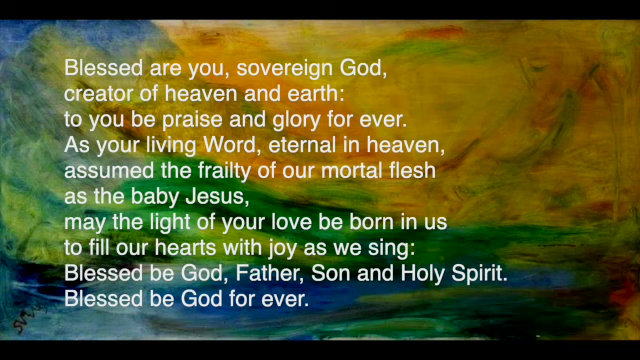 Blessed are you, sovereign God,
creator of heaven and earth:
to you be praise and glory for ever.
As your living Word, eternal in heaven,
assumed the frailty of our mortal flesh
as the baby Jesus,
may the light of your love be born in us
to fill our hearts with joy as we sing:
Blessed be God, Father, Son and Holy Spirit.
Blessed be God for ever.